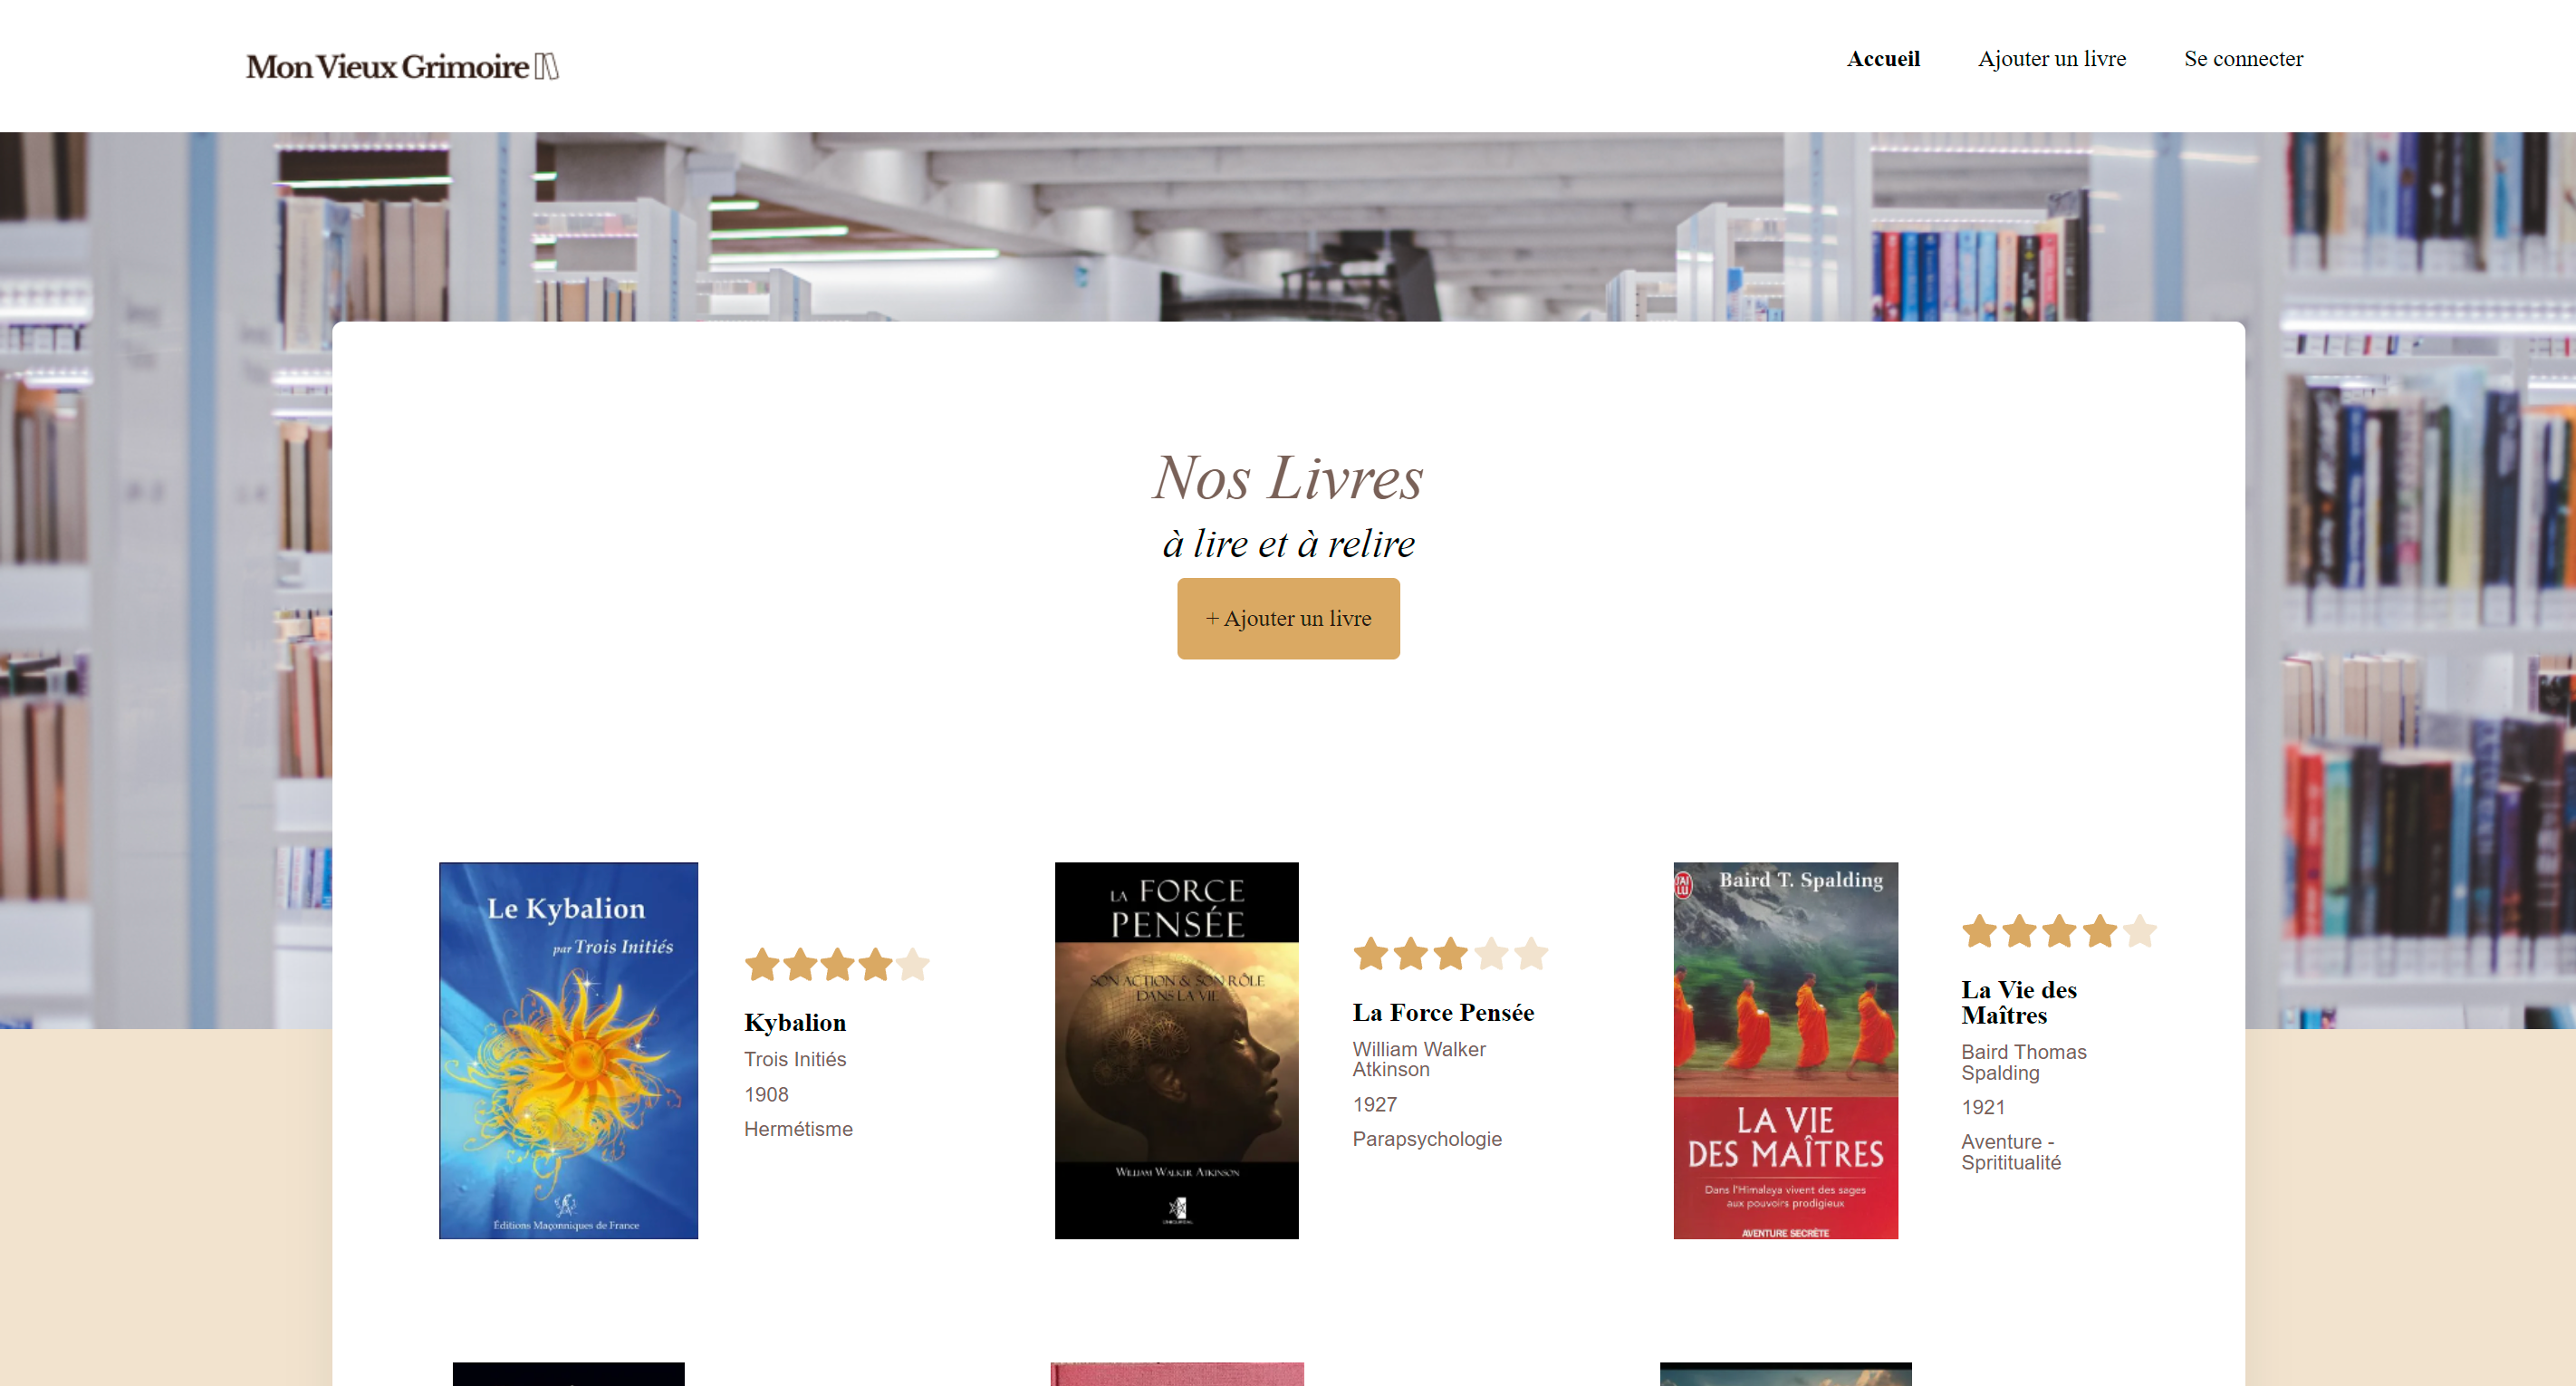 Mon Vieux Grimoire
Accueil Ajouter un livre Se connecter
Nos Livres
à lire et à relire
+ Ajouter un livre
Le Kybalion
par Trois Initiés
Éditions Maçonniques de France
Kybalion
Trois Initiés
1908
Hermétisme
LA FORCE
PENSÉE
SON ACTION & SON RÔLE
DANS LA VIE
WILLIAM WALKER ATKINSON
La Force Pensée
William Walker
Atkinson
1927
Parapsychologie
J'AI
LU
Baird T. Spalding
LA VIE
DES MAÎTRES
Dans l'Himalaya vivent des sages
aux pouvoirs prodigieux
AVENTURE SECRÈTE
La Vie des
Maîtres
Baird Thomas
Spalding
1921
Aventure -
Sprititualité